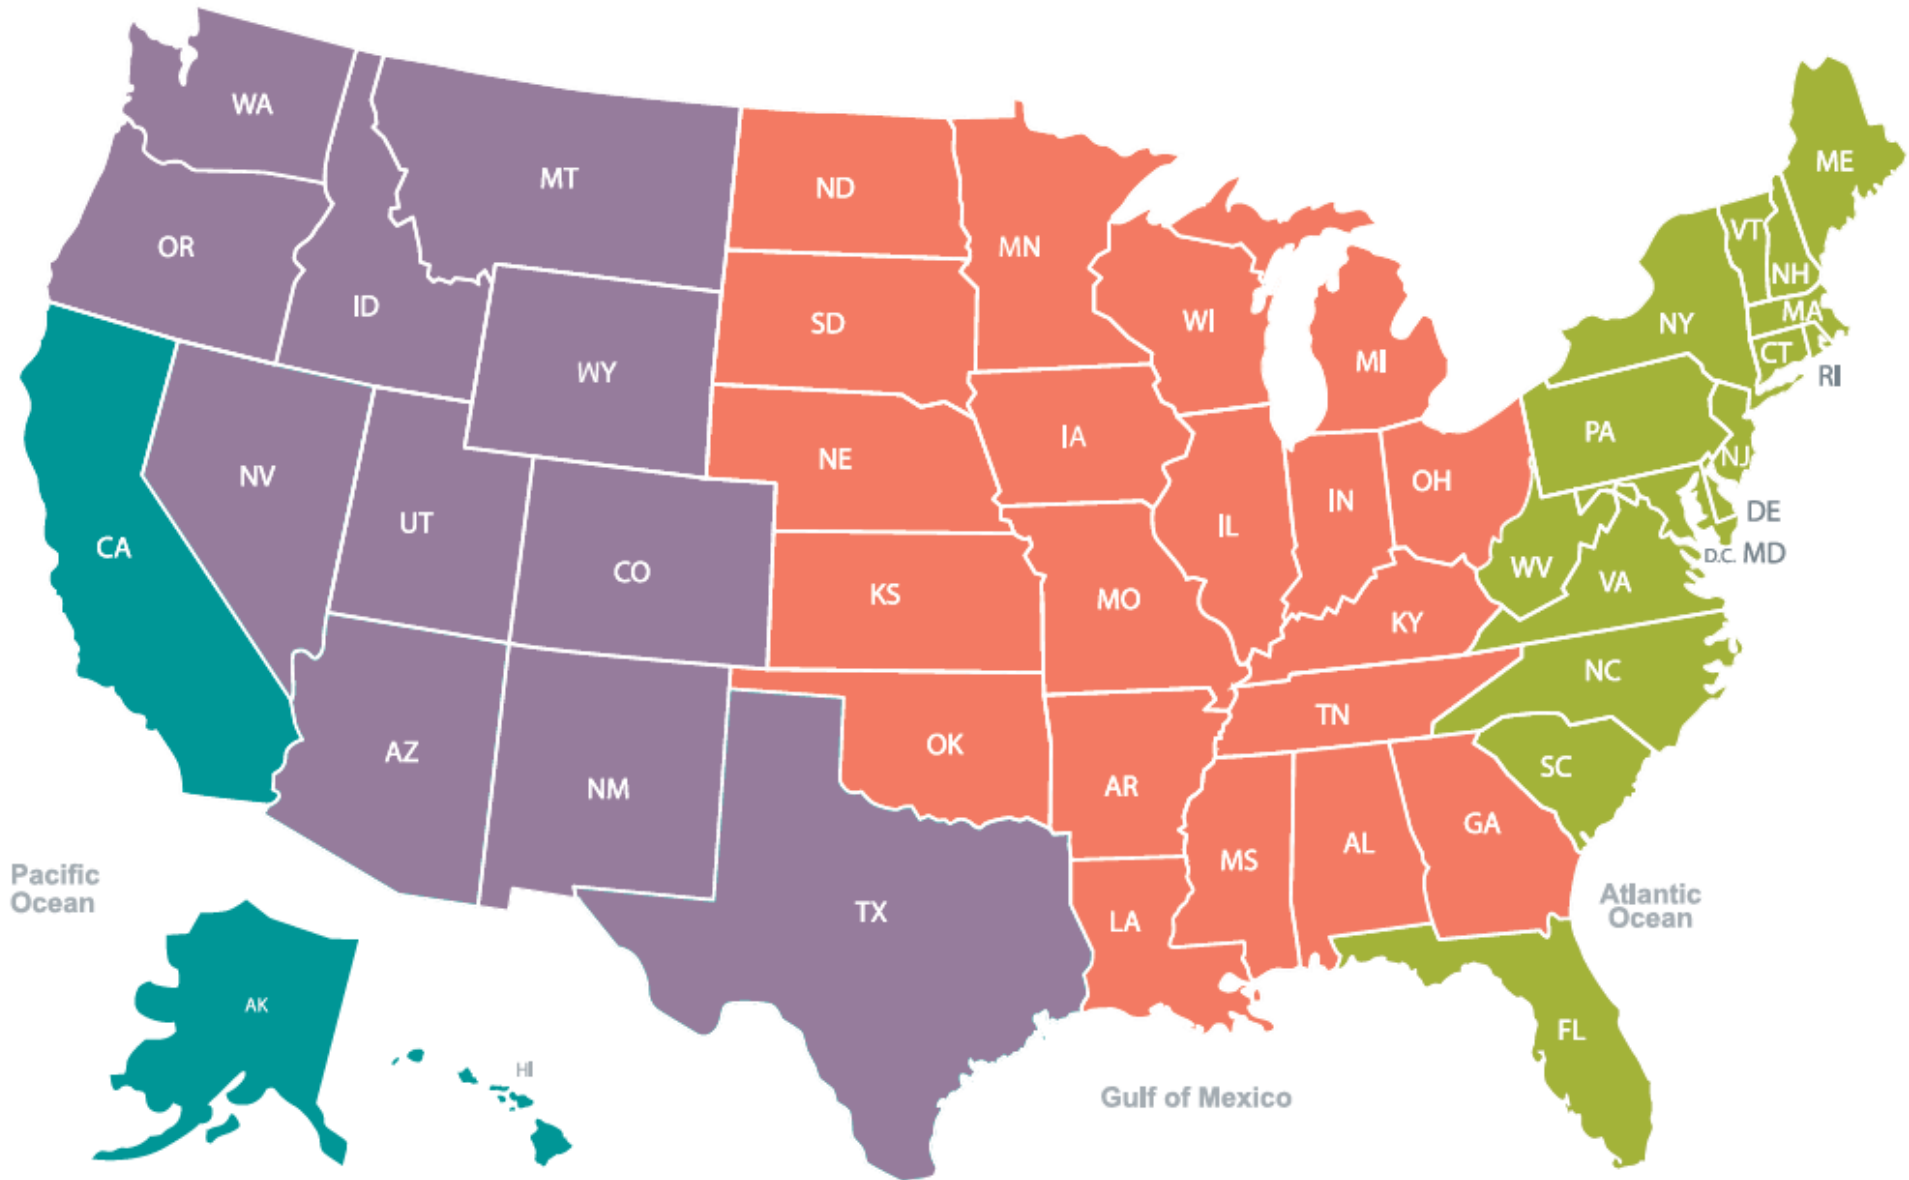 WA
MT
ND
MN
ME
OR
ID
SD
WI
MI
VT
NH
NY
MA
CT
RI
WY
NV
UT
NE
IA
PA
NJ
CA
CO
KS
MO
IL
IN
OH
DE
D.C. MD
WV
VA
KY
AZ
NM
OK
AR
TN
NC
SC
MS
AL
GA
LA
TX
FL
Pacific
Ocean
Atlantic
Ocean
AK
HI
Gulf of Mexico